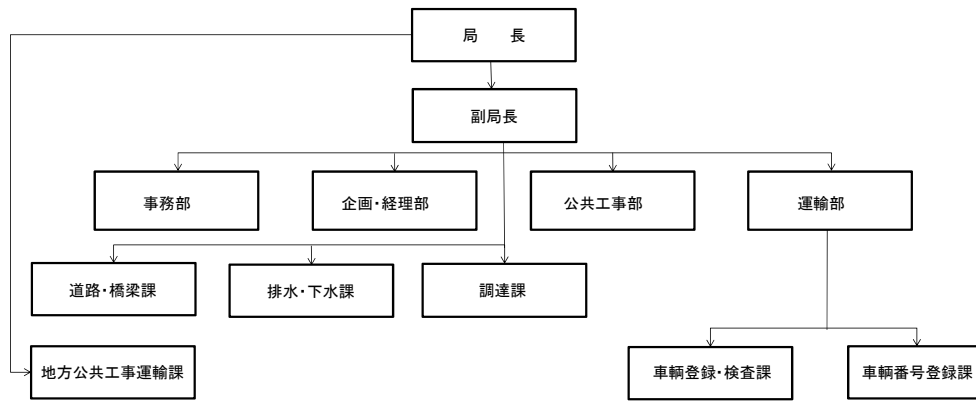 局　　長
副局長
事務部
企画・経理部
公共工事部
運輸部
道路・橋梁課
排水・下水課
調達課
地方公共工事運輸課
車輌登録・検査課
車輌番号登録課